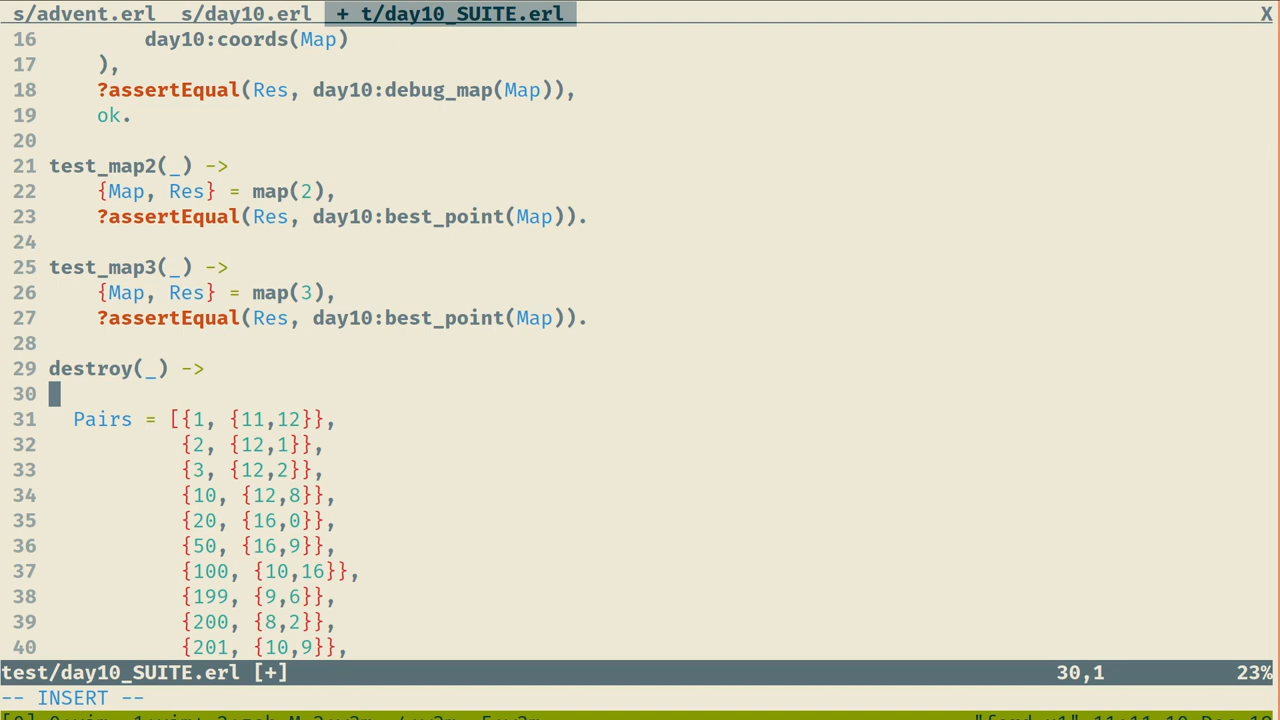 s/advent.erl  s/day10.erl  + t/day10_SUITE.erl  X
16         day10:coords(Map)
17     ),
18     ?assertEqual(Res, day10:debug_map(Map)),
19     ok.
20
21 test_map2(_) ->
22     {Map, Res} = map(2),
23     ?assertEqual(Res, day10:best_point(Map)).
24
25 test_map3(_) ->
26     {Map, Res} = map(3),
27     ?assertEqual(Res, day10:best_point(Map)).
28
29 destroy(_) ->
30
31   Pairs = [{1, {11,12}},
32            {2, {12,1}},
33            {3, {12,2}},
34            {10, {12,8}},
35            {20, {16,0}},
36            {50, {16,9}},
37            {100, {10,16}},
38            {199, {9,6}},
39            {200, {8,2}},
40            {201, {10,9}},
test/day10_SUITE.erl [+]  30,1  23%
-- INSERT --